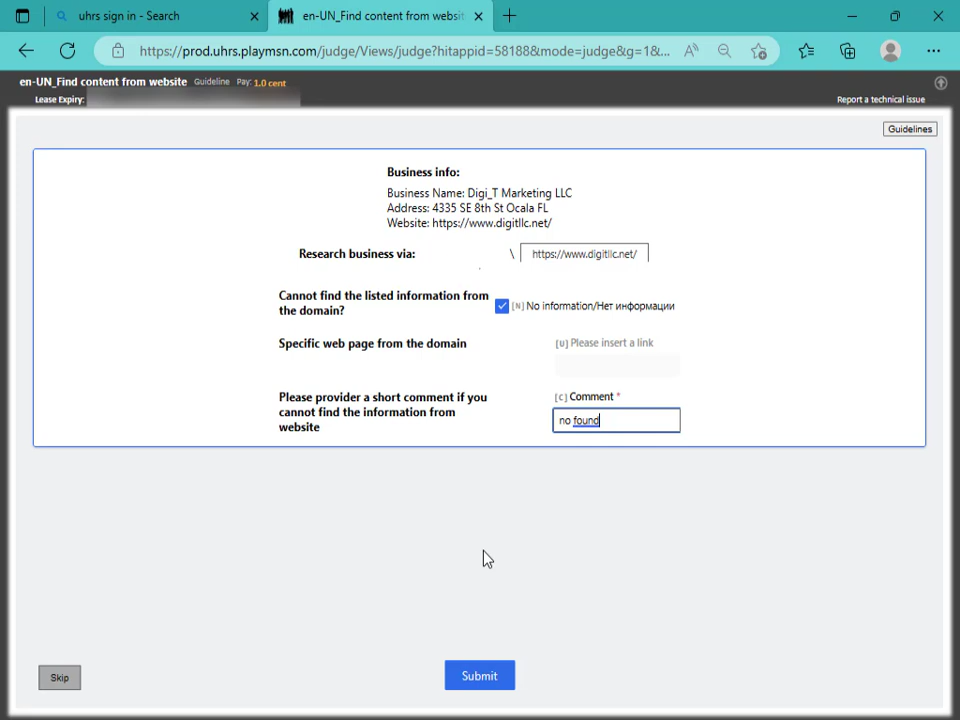 uhrs sign in - Search
en-UN_Find content from websit
https://prod.uhrs.playmsn.com/judge/Views/judge?hitappid=58188&mode=judge&g=1&...
en-UN_Find content from website Guideline Pay: 1.0 cent
Lease Expiry:
Report a technical issue
Guidelines
Business info:
Business Name: Digi_T Marketing LLC
Address: 4335 SE 8th St Ocala FL
Website: https://www.digitllc.net/
Research business via: \ https://www.digitllc.net/
Cannot find the listed information from
the domain?
[N] No information/Нет информации
Specific web page from the domain
[U] Please insert a link
Please provider a short comment if you
cannot find the information from
website
[C] Comment *
no found
Skip
Submit